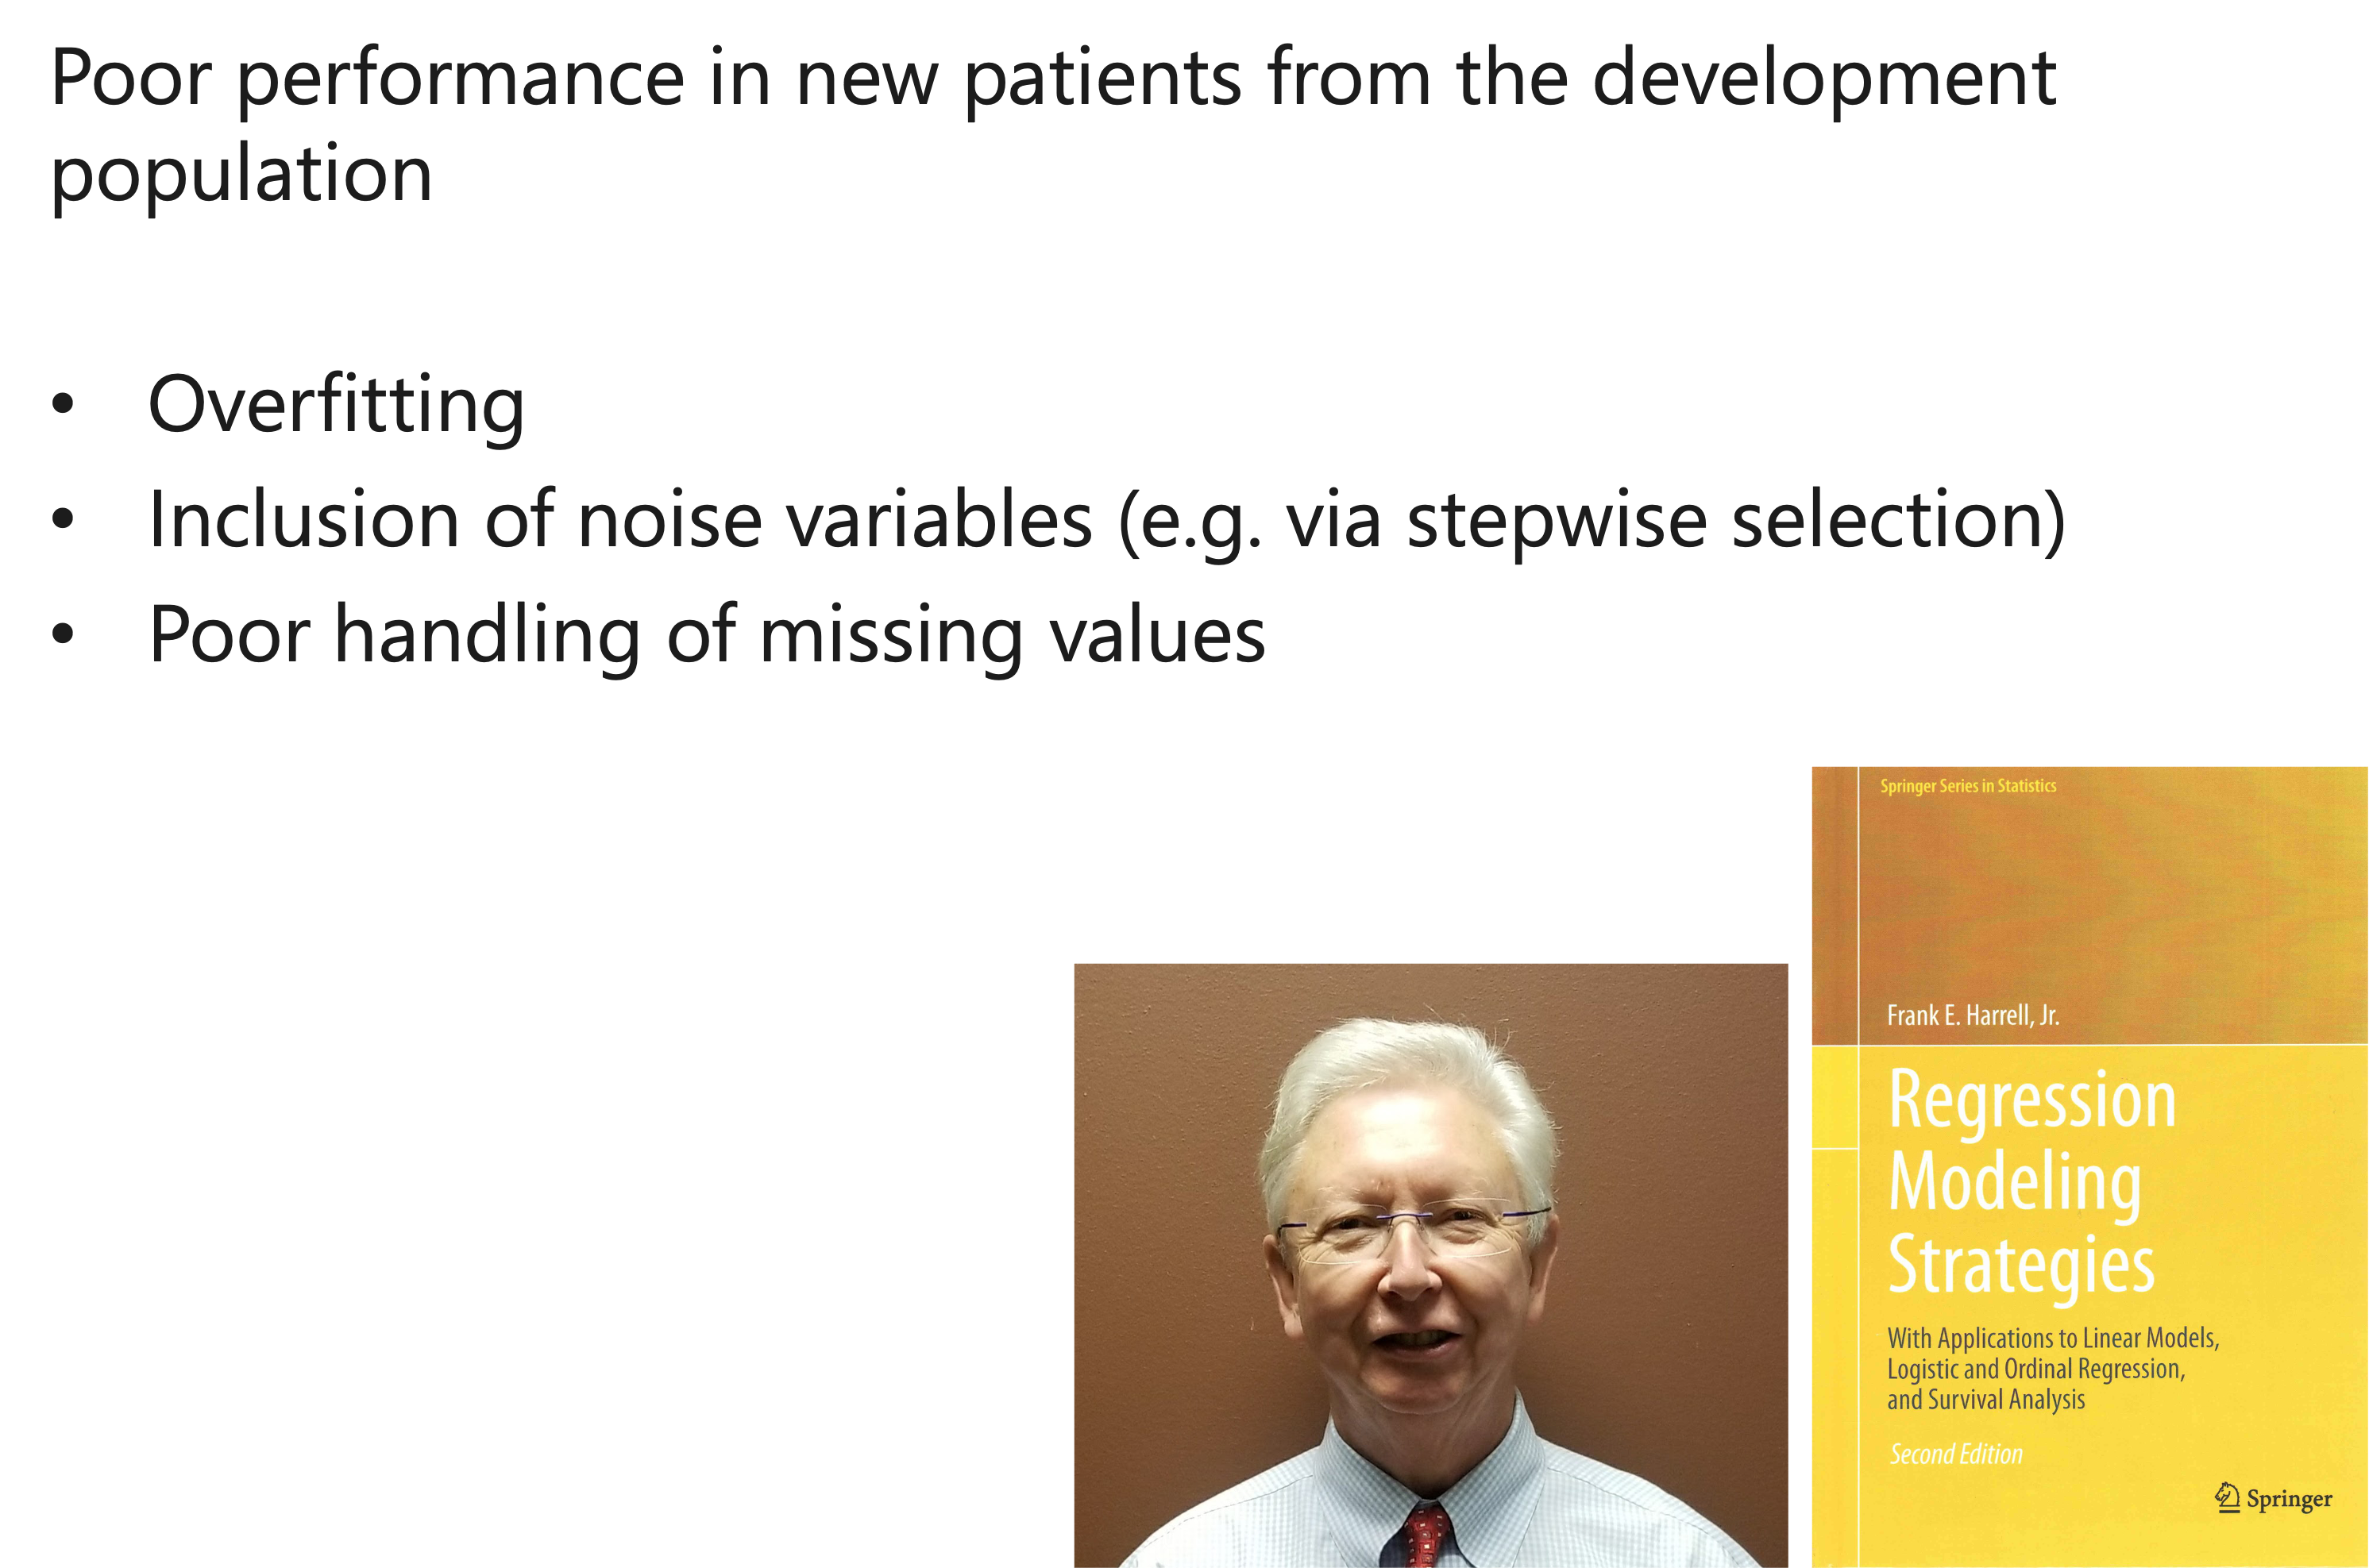 Poor performance in new patients from the development
population
• Overfitting
• Inclusion of noise variables (e.g. via stepwise selection)
• Poor handling of missing values
Springer Series in Statistics
Frank E. Harrell, Jr.
Regression
Modeling
Strategies
With Applications to Linear Models,
Logistic and Ordinal Regression,
and Survival Analysis
Second Edition
Springer